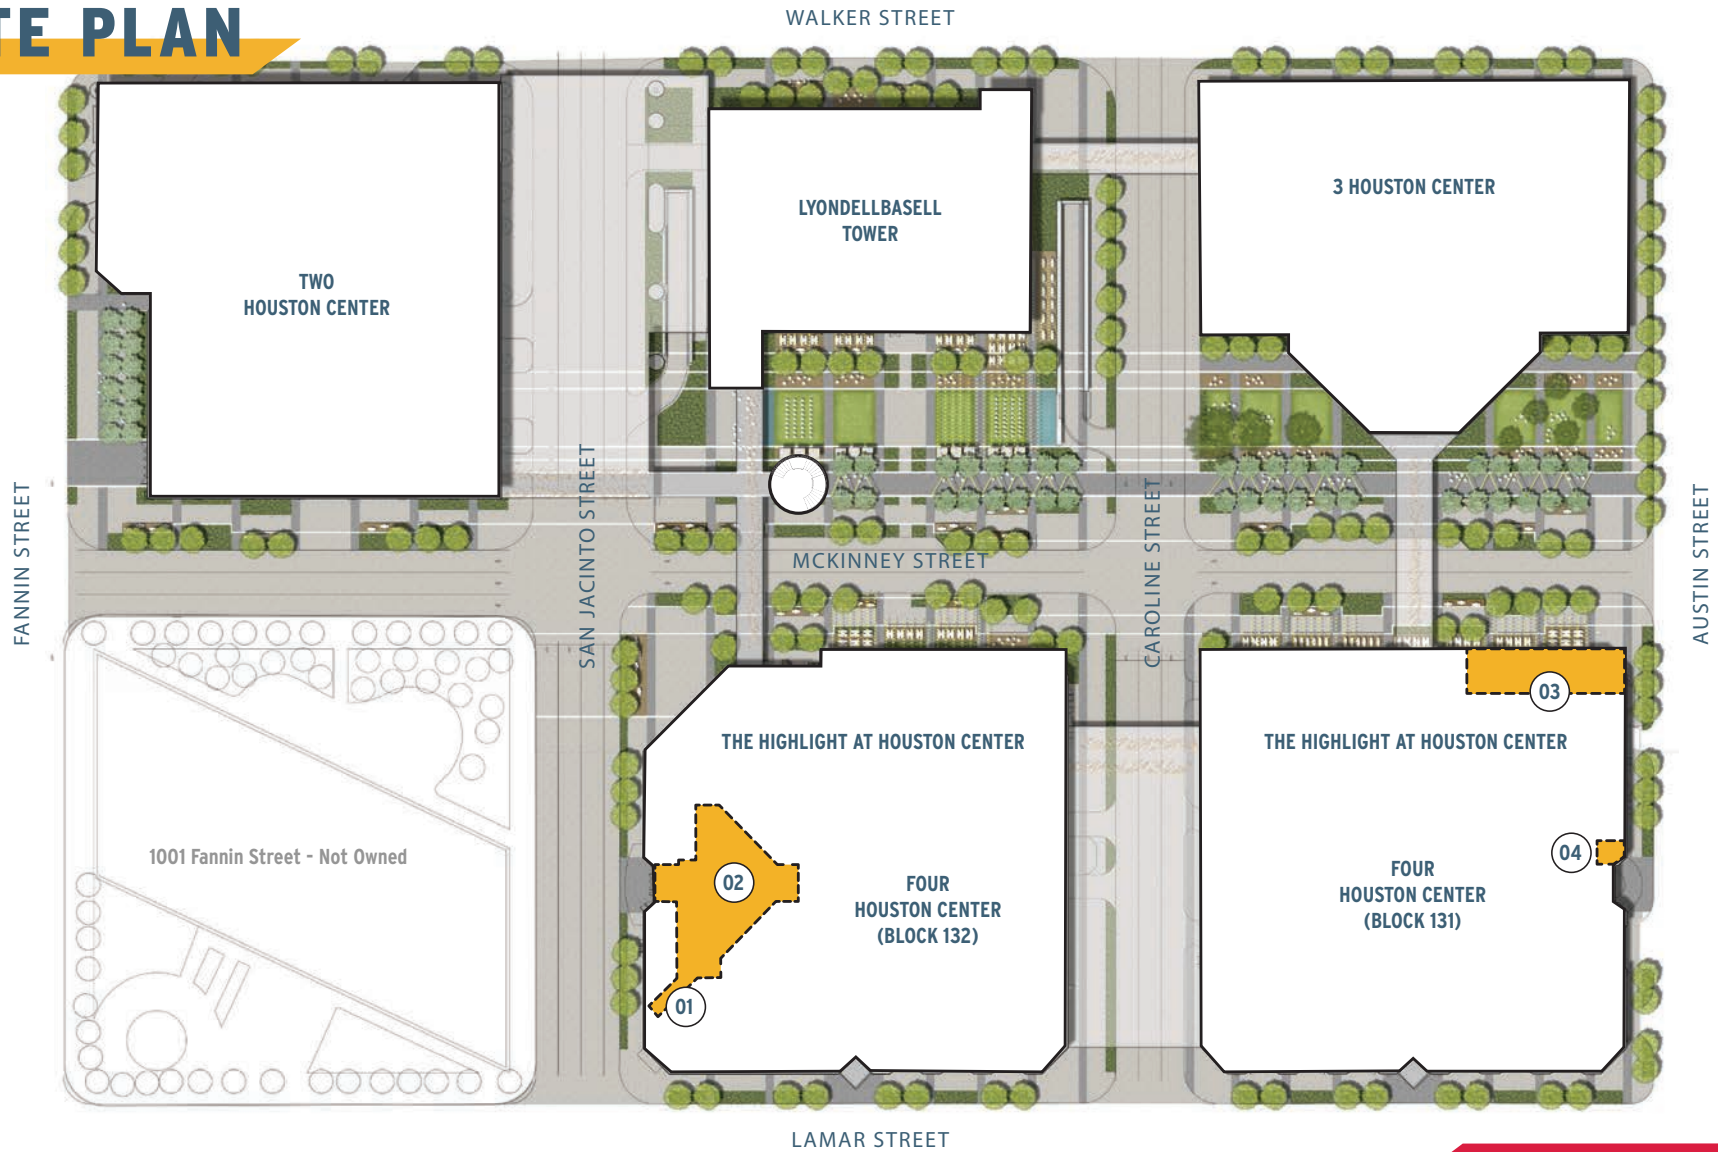 TE PLAN
WALKER STREET
TWO
HOUSTON CENTER
LYONDELLBASELL
TOWER
3 HOUSTON CENTER
FANNIN STREET
SAN JACINTO STREET
MCKINNEY STREET
CAROLINE STREET
AUSTIN STREET
1001 Fannin Street - Not Owned
THE HIGHLIGHT AT HOUSTON CENTER
02
FOUR
HOUSTON CENTER
(BLOCK 132)
01
03
THE HIGHLIGHT AT HOUSTON CENTER
04
FOUR
HOUSTON CENTER
(BLOCK 131)
LAMAR STREET